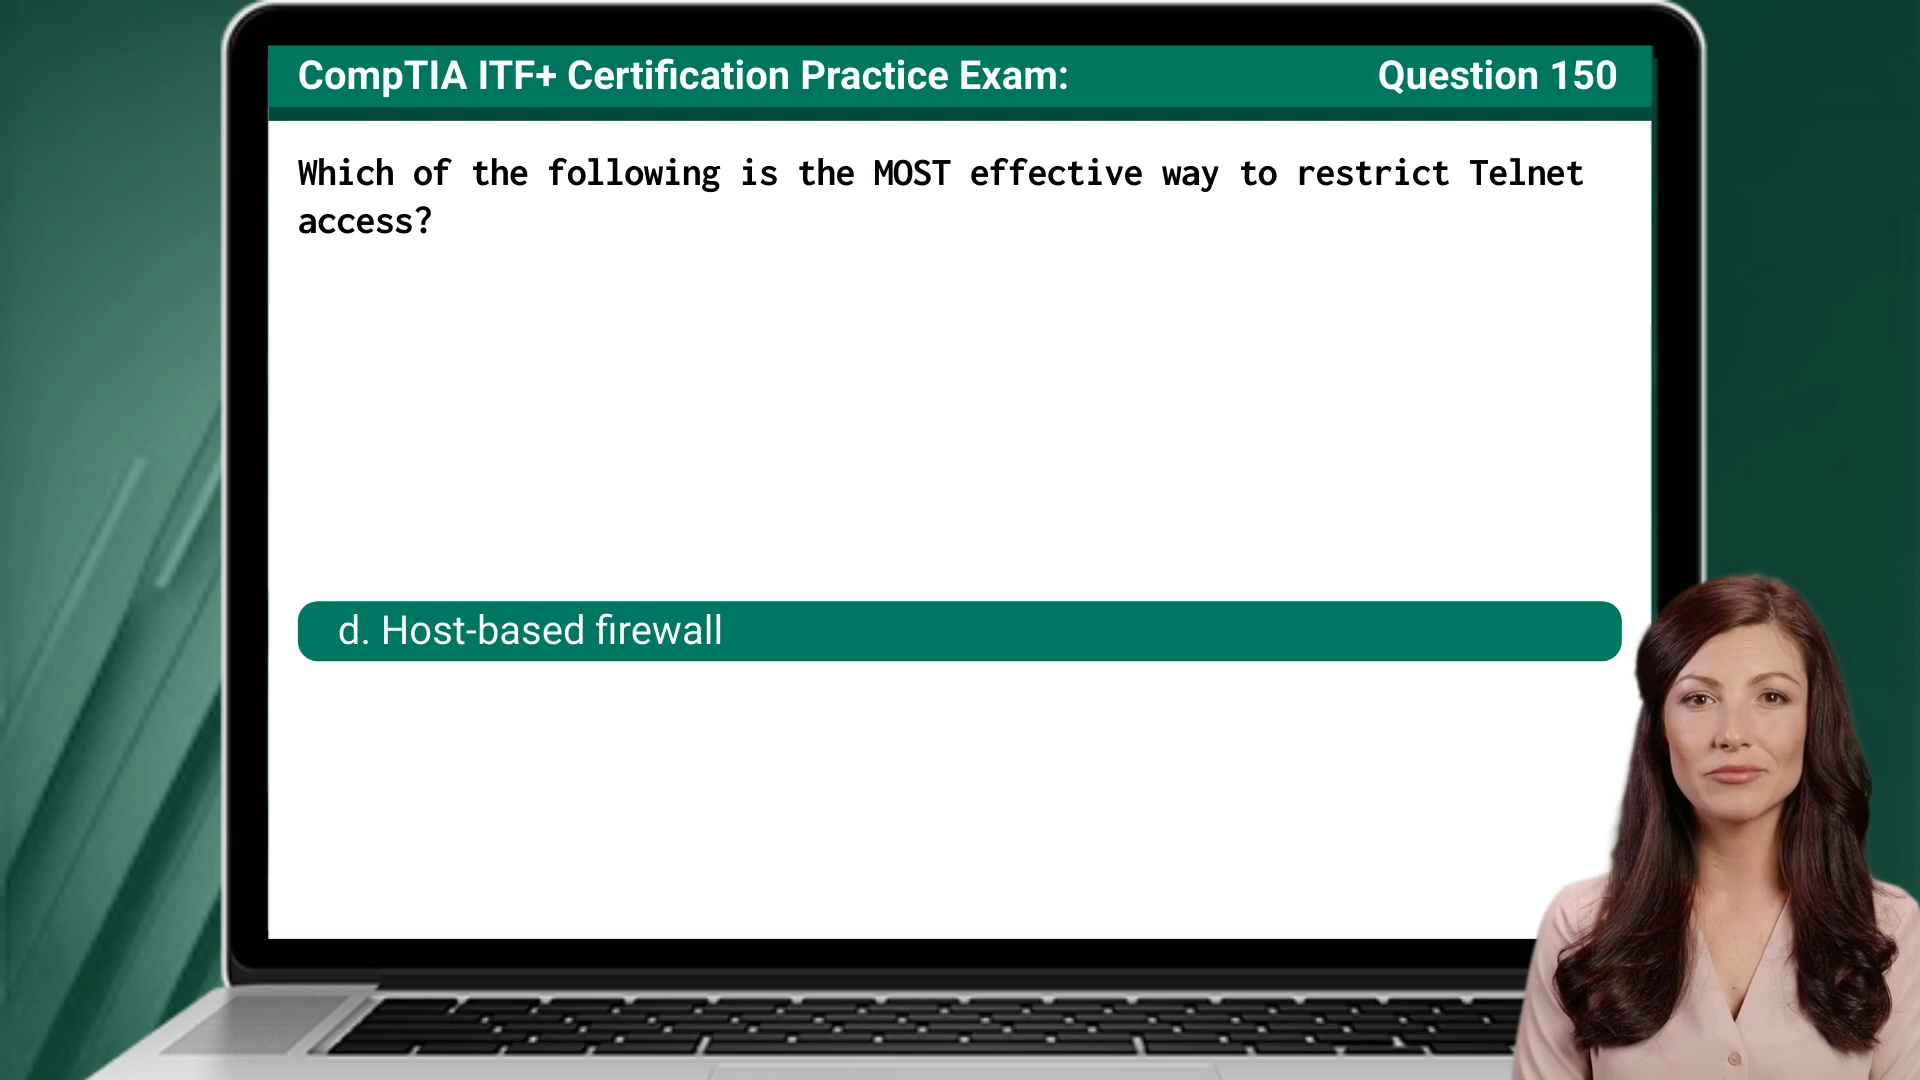 CompTIA ITF+ Certification Practice Exam: Question 150
Which of the following is the MOST effective way to restrict Telnet
access?
d. Host-based firewall